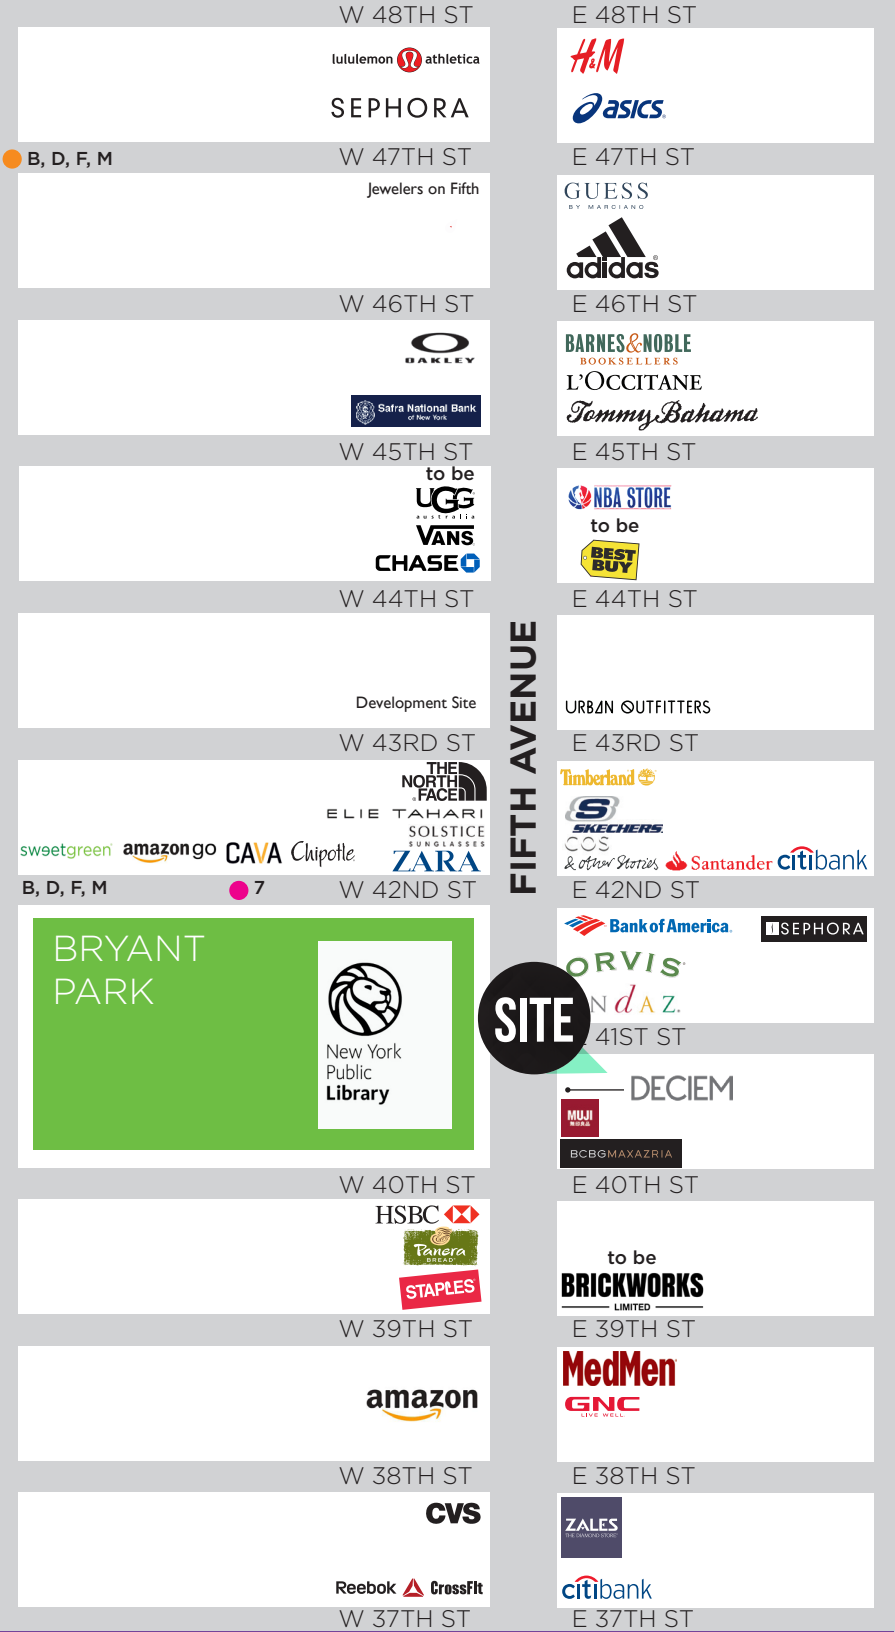 W 48TH ST
E 48TH ST
lululemon athletica
SEPHORA
H&M
asics
B, D, F, M
W 47TH ST
E 47TH ST
Jewelers on Fifth
GUESS
BY MARCIANO
adidas
W 46TH ST
E 46TH ST
OAKLEY
Safra National Bank
of New York
BARNES&NOBLE
BOOKSELLERS
L'OCCITANE
Tommy Bahama
W 45TH ST
E 45TH ST
to be
UGG
australia
VANS
CHASE
NBA STORE
to be
BEST
BUY
W 44TH ST
E 44TH ST
FIFTH AVENUE
Development Site
URBAN OUTFITTERS
W 43RD ST
E 43RD ST
THE
NORTH
FACE
ELIE TAHARI
SOLSTICE
SUNGLASSES
sweetgreen
amazon go
CAVA
Chipotle
ZARA
Timberland
S
SKECHERS
COS
& other Stories
Santander
citibank
B, D, F, M
7
W 42ND ST
E 42ND ST
BRYANT
PARK
New York
Public
Library
Bank of America
SEPHORA
ORVIS
NdAZ.
SITE
41ST ST
DECIEM
MUJI
無印良品
BCBGMAXAZRIA
W 40TH ST
E 40TH ST
HSBC
Panera
BREAD
STAPLES
to be
BRICKWORKS
LIMITED
W 39TH ST
E 39TH ST
amazon
MedMen
GNC
LIVE WELL.
W 38TH ST
E 38TH ST
CVS
Reebok CrossFit
ZALES
THE DIAMOND STORE
citibank
W 37TH ST
E 37TH ST